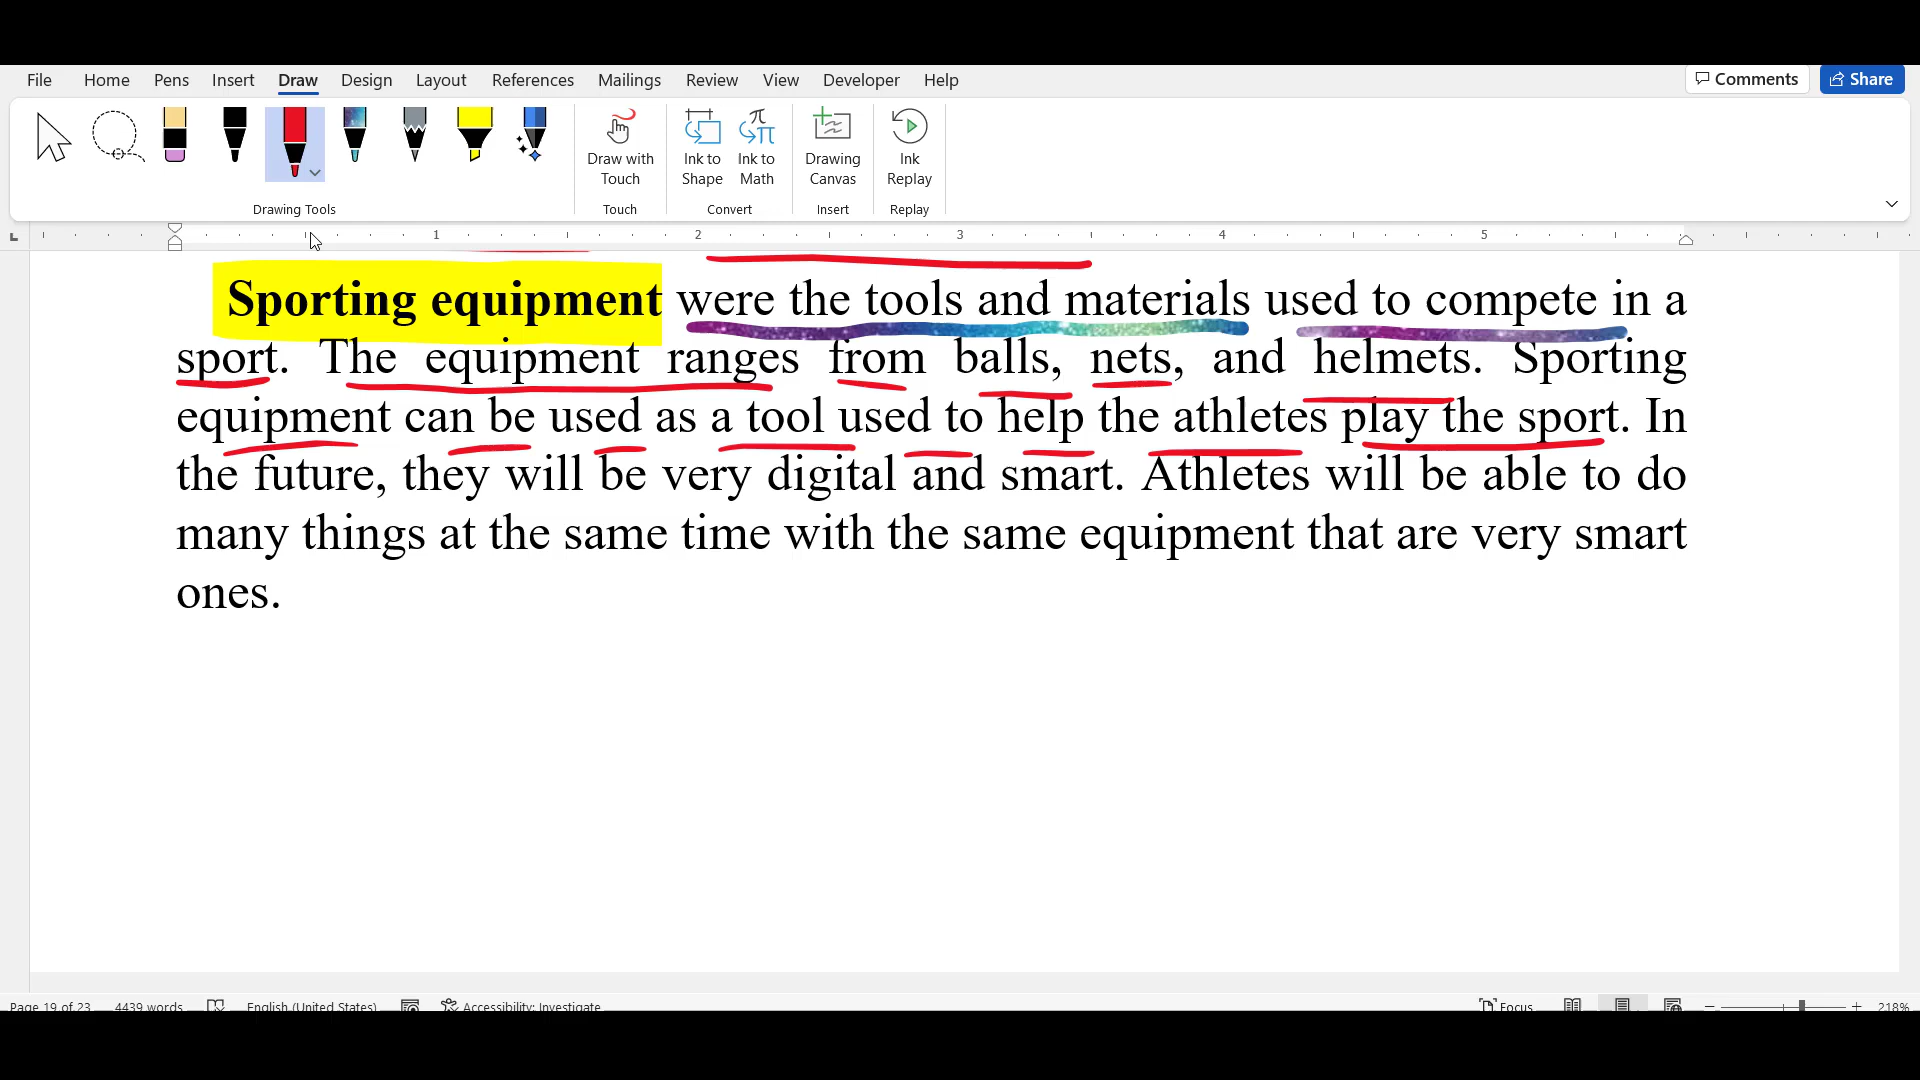 File Home Pens Insert Draw Design Layout References Mailings Review View Developer Help Comments Share
Draw with Touch
Ink to Shape
Ink to Math
Drawing Canvas
Ink Replay
Drawing Tools Touch Convert Insert Replay
1 2 3 4 5
Sporting equipment were the tools and materials used to compete in a
sport. The equipment ranges from balls, nets, and helmets. Sporting
equipment can be used as a tool used to help the athletes play the sport. In
the future, they will be very digital and smart. Athletes will be able to do
many things at the same time with the same equipment that are very smart
ones.
Page 19 of 23 4439 words English (United States) Accessibility: Investigate Focus 218%